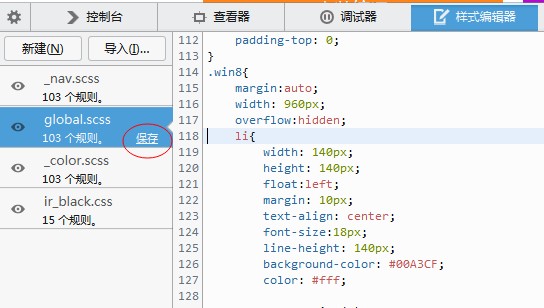 控制台 查看器 调试器 样式编辑器
新建(N) 导入(I)...
_nav.scss
103 个规则。
global.scss
103 个规则。 保存
_color.scss
103 个规则。
ir_black.css
15 个规则。
112 padding-top: 0;
113 }
114 .win8{
115 margin:auto;
116 width: 960px;
117 overflow:hidden;
118 li{
119 width: 140px;
120 height: 140px;
121 float:left;
122 margin: 10px;
123 text-align: center;
124 font-size:18px;
125 line-height: 140px;
126 background-color: #00A3CF;
127 color: #fff;
128